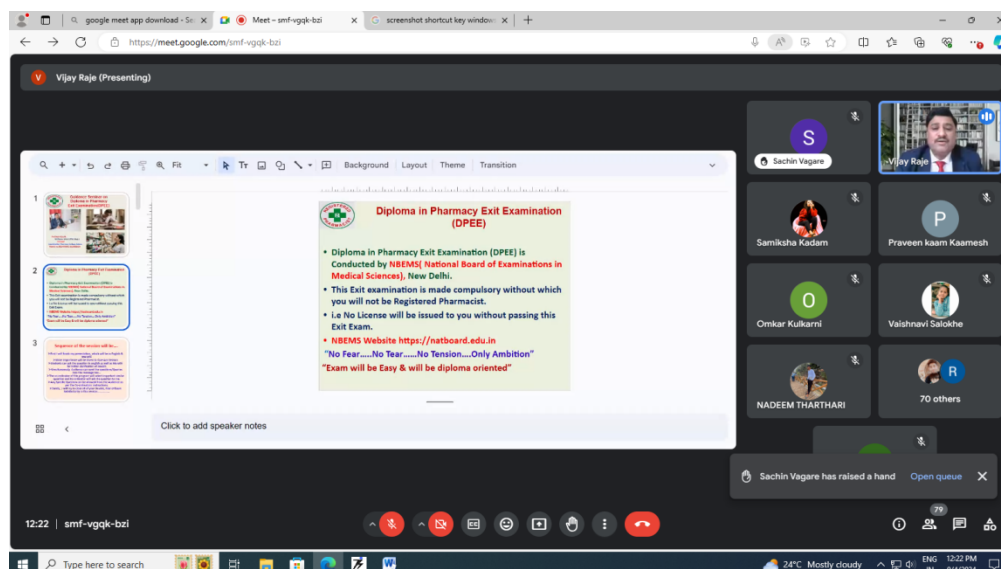 google meet app download - Se
Meet – smf-vgqk-bzi
screenshot shortcut key window
https://meet.google.com/smf-vgqk-bzi
V Vijay Raje (Presenting)
Fit
Background
Layout
Theme
Transition
1
2
3
Diploma in Pharmacy Exit Examination
(DPEE)
• Diploma in Pharmacy Exit Examination (DPEE) is
Conducted by NBEMS( National Board of Examinations in
Medical Sciences), New Delhi.
• This Exit examination is made compulsory without which
you will not be Registered Pharmacist.
• i.e No License will be issued to you without passing this
Exit Exam.
• NBEMS Website https://natboard.edu.in
"No Fear.....No Tear......No Tension....Only Ambition"
"Exam will be Easy & will be diploma oriented"
Click to add speaker notes
S
Sachin Vagare
Vijay Raje
Samiksha Kadam
P
Praveen kaam Kaamesh
O
Omkar Kulkarni
Vaishnavi Salokhe
NADEEM THARTHARI
R
70 others
Sachin Vagare has raised a hand
Open queue
12:22 | smf-vgqk-bzi
79
Type here to search
24°C Mostly cloudy
ENG
12:22 PM